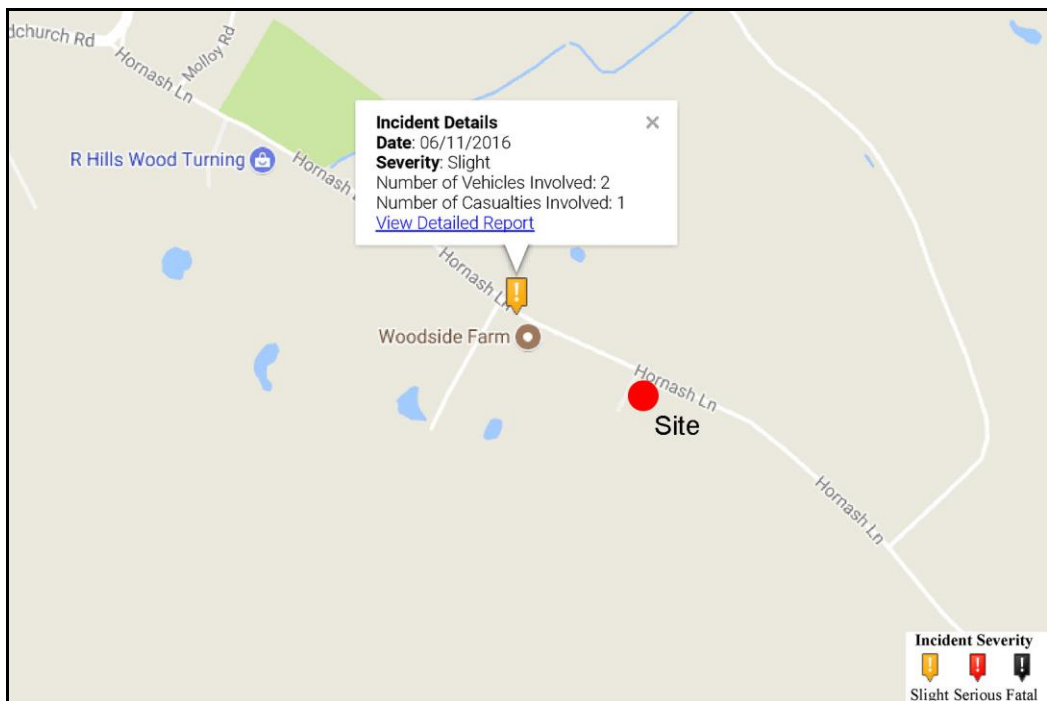 dchurch Rd
Molloy Rd
Hornash Ln
R Hills Wood Turning
Hornash L
Incident Details
Date: 06/11/2016
Severity: Slight
Number of Vehicles Involved: 2
Number of Casualties Involved: 1
View Detailed Report
Hornash Ln
Woodside Farm
Hornash Ln
Site
Hornash Ln
Incident Severity
Slight Serious Fatal